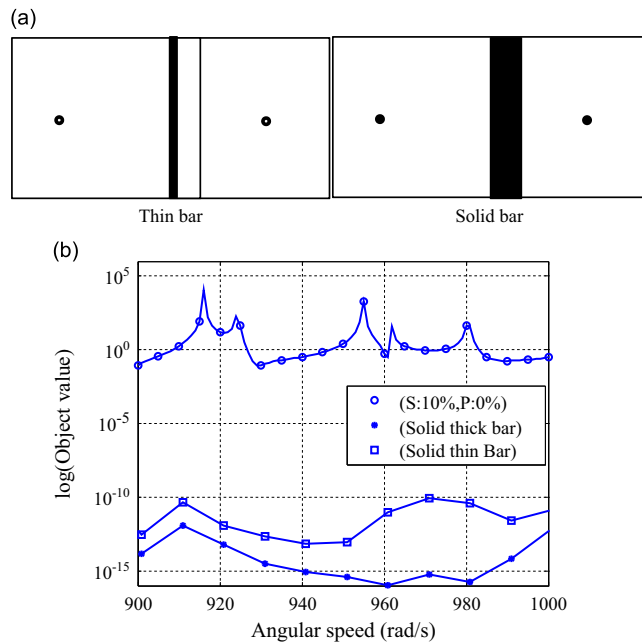 (a)
Thin bar
Solid bar
(b)
10^5
10^0
10^-5
10^-10
10^-15
log(Object value)
(S:10%,P:0%)
(Solid thick bar)
(Solid thin Bar)
900 920 940 960 980 1000
Angular speed (rad/s)